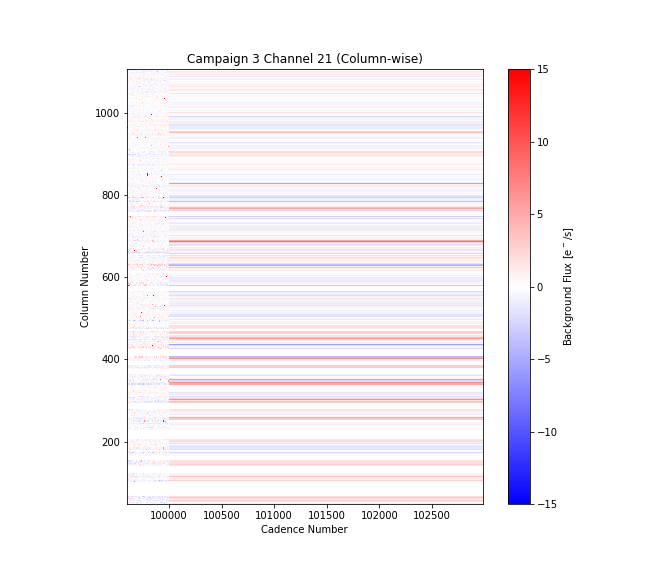 Campaign 3 Channel 21 (Column-wise)
1000
800
600
400
200
Column Number
100000 100500 101000 101500 102000 102500
Cadence Number
15
10
5
0
−5
−10
−15
Background Flux [e⁻/s]